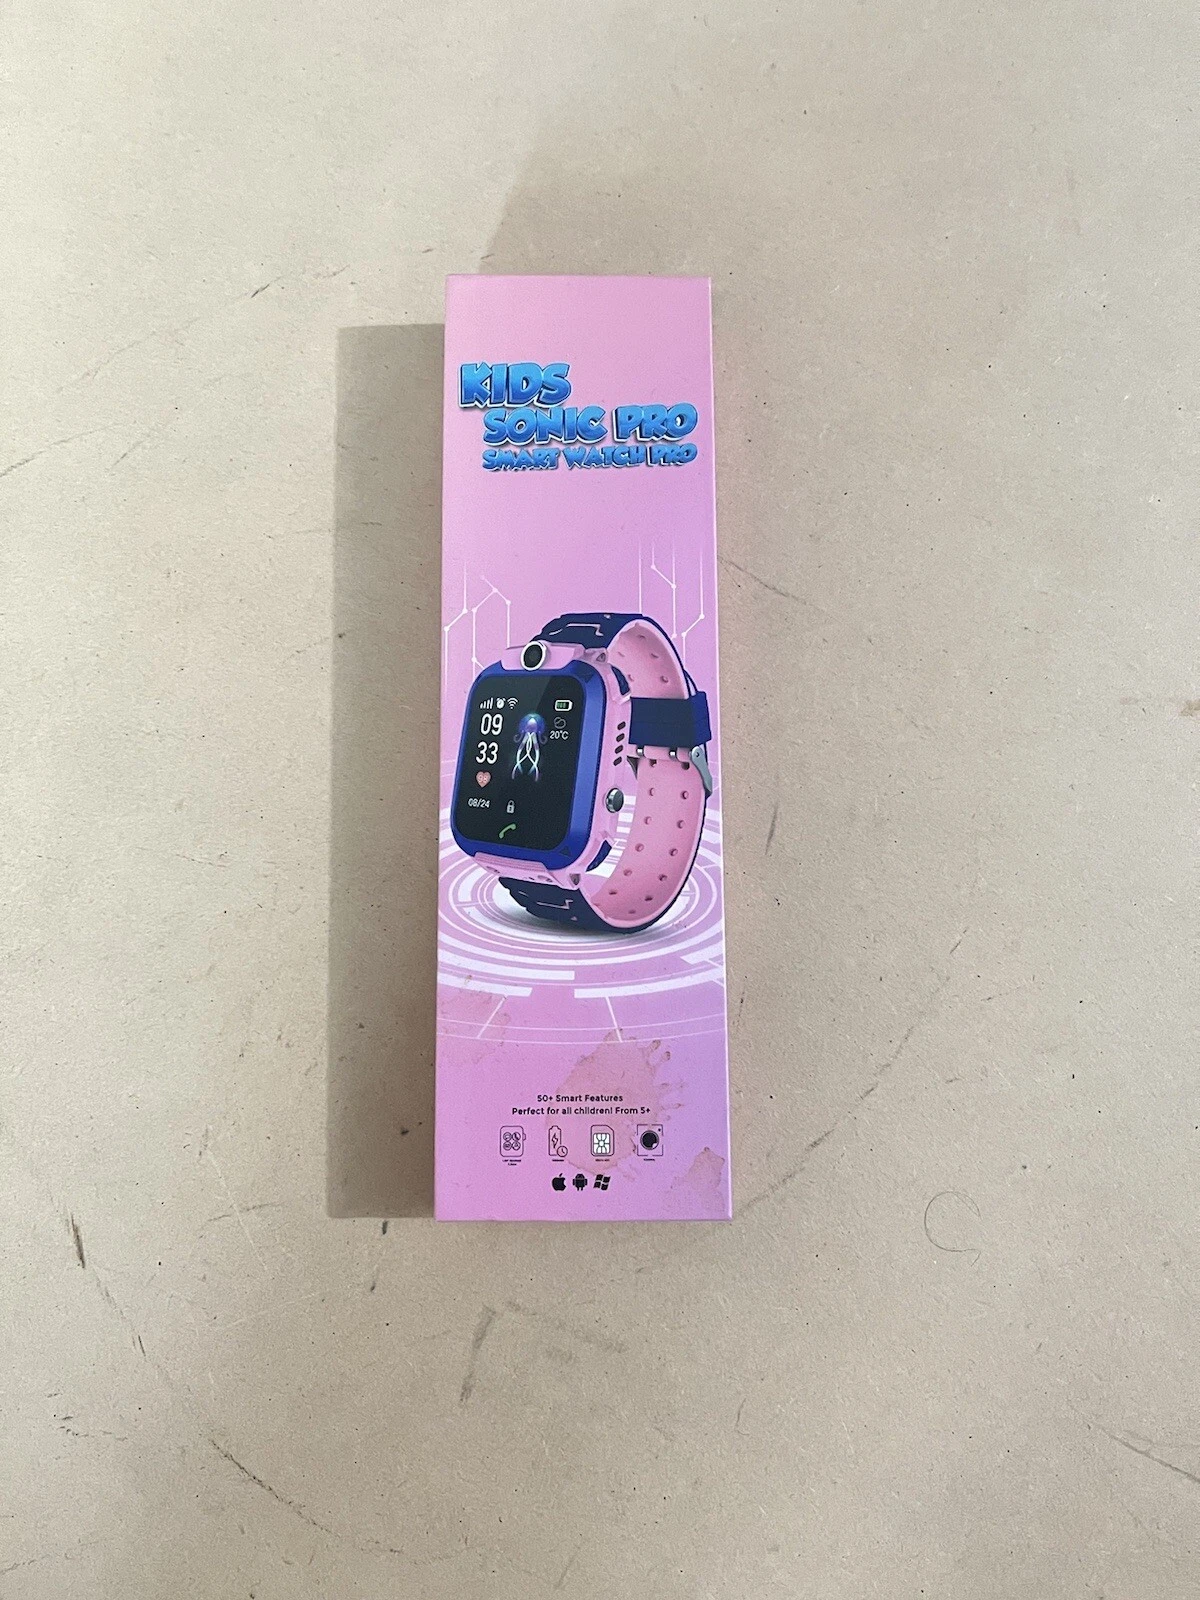 KIDS
SONIC PRO
SMART WATCH PRO
09
33
20°C
98
08/24
50+ Smart Features
Perfect for all children! From 5+